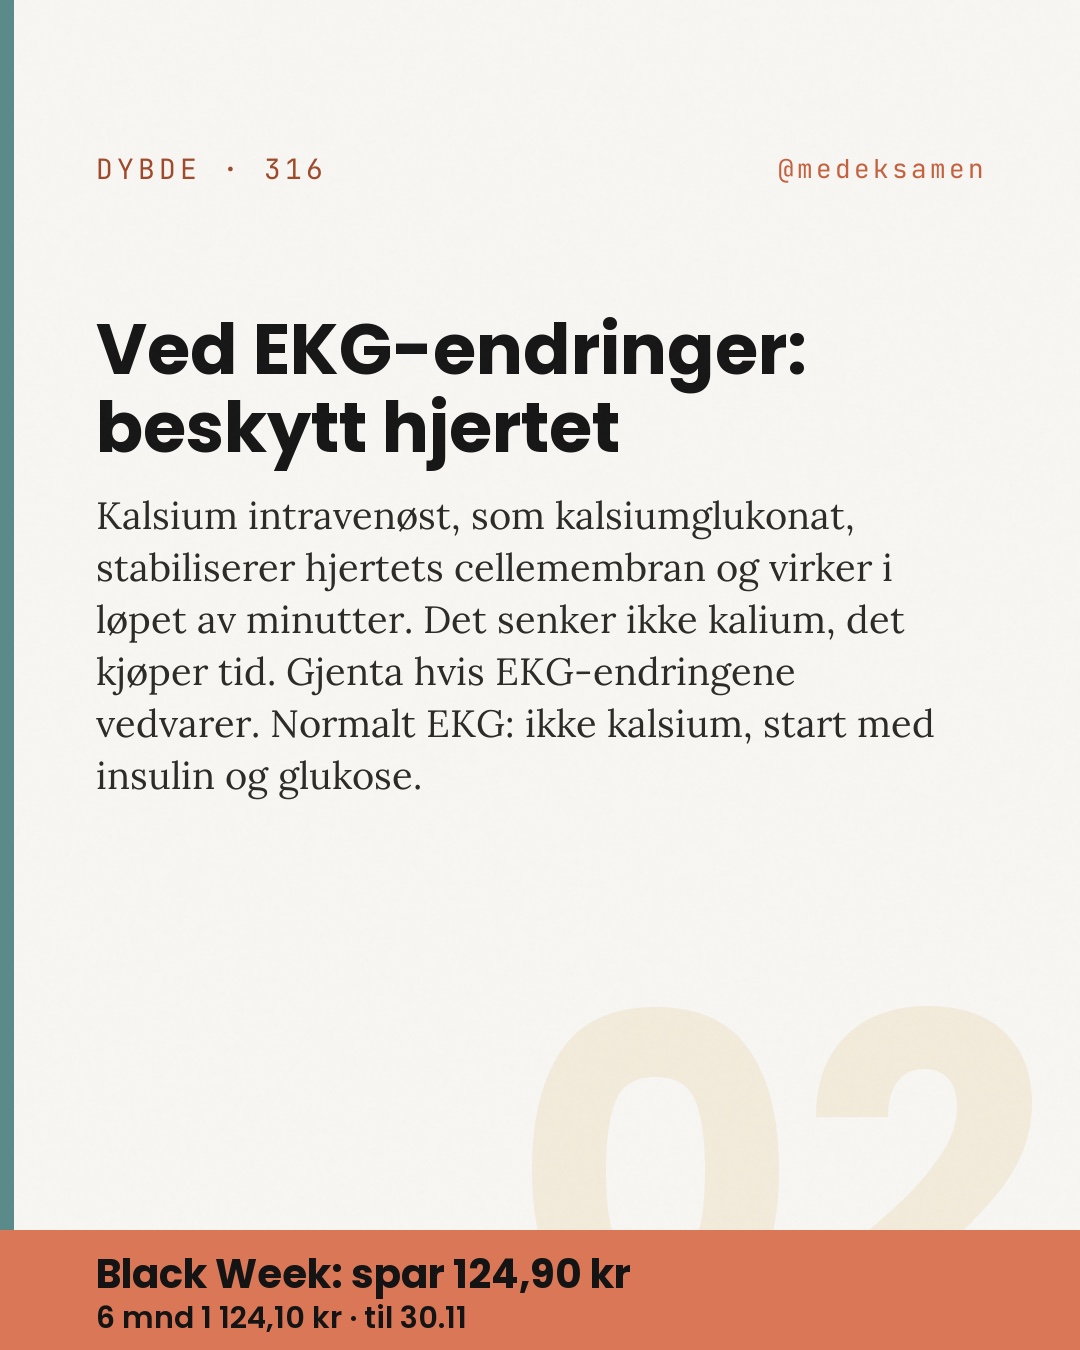 DYBDE · 316
@medeksamen
Ved EKG-endringer:
beskytt hjertet
Kalsium intravenøst, som kalsiumglukonat,
stabiliserer hjertets cellemembran og virker i
løpet av minutter. Det senker ikke kalium, det
kjøper tid. Gjenta hvis EKG-endringene
vedvarer. Normalt EKG: ikke kalsium, start med
insulin og glukose.
02
Black Week: spar 124,90 kr
6 mnd 1 124,10 kr · til 30.11